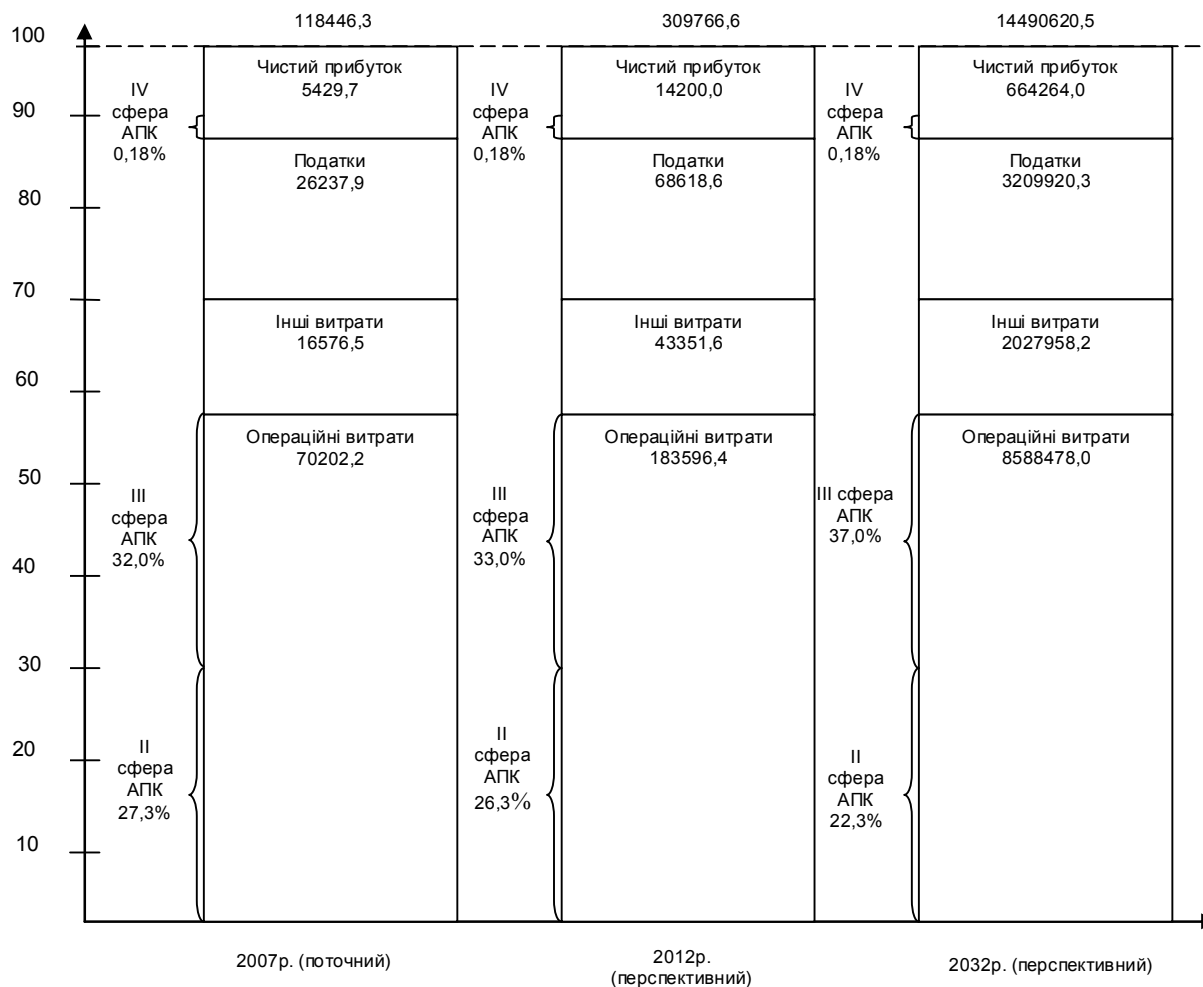 118446,3
309766,6
14490620,5
100
90
80
70
60
50
40
30
20
10
IV
сфера
АПК
0,18%
III
сфера
АПК
32,0%
II
сфера
АПК
27,3%
Чистий прибуток
5429,7
Податки
26237,9
Інші витрати
16576,5
Операційні витрати
70202,2
IV
сфера
АПК
0,18%
III
сфера
АПК
33,0%
II
сфера
АПК
26,3%
Чистий прибуток
14200,0
Податки
68618,6
Інші витрати
43351,6
Операційні витрати
183596,4
IV
сфера
АПК
0,18%
III сфера
АПК
37,0%
II
сфера
АПК
22,3%
Чистий прибуток
664264,0
Податки
3209920,3
Інші витрати
2027958,2
Операційні витрати
8588478,0
2007р. (поточний)
2012р.
(перспективний)
2032р. (перспективний)